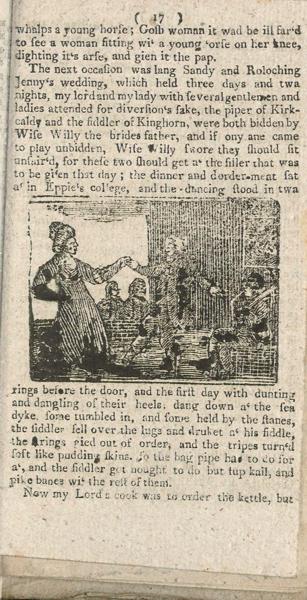 ( 17 )
whalps a young horſe; Goſh woman it wad be ill far'd
to ſee a woman ſitting wi' a young 'orſe on her knee,
dighting it's arſe, and gien it the pap.
The next occaſion was lang Sandy and Roloching
Jenny's wedding, which held three days and twa
nights, my lord and my lady with ſeveral gentlemen and
ladies attended for diverſion's ſake, the piper of Kirk-
caldy and the fiddler of Kinghorn, were both bidden by
Wiſe Willy the brides father, and if ony ane came
to play unbidden, Wiſe Willy ſwore they ſhould ſit
unſair'd, for theſe two ſhould get a' the ſiller that was
to be gi'en that day; the dinner and dorder-meat ſat
a' in Eppie's college, and the dancing ſtood in twa
rings before the door, and the firſt day with dunting
and dangling of their heels, dang down a' the fea
dyke, ſome tumbled in, and ſome held by the ſtanes,
the fiddler fell over the lugs and druket a' his fiddle,
the ſtrings gied out of order, and the tripes turn'd
ſoft like pudding ſkins, ſo the bag pipe had to do for
a', and the fiddler got nought to do but ſup kail, and
pike banes wi' the reſt of them.
Now my Lord's cook was to order the kettle, but